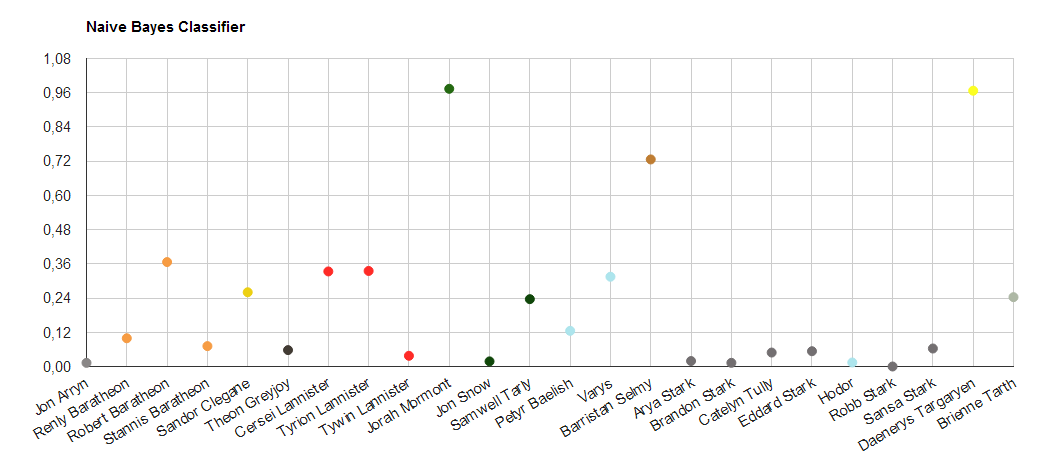 Naive Bayes Classifier
1,08
0,96
0,84
0,72
0,60
0,48
0,36
0,24
0,12
0,00
Jon Arryn
Renly Baratheon
Robert Baratheon
Stannis Baratheon
Sandor Clegane
Theon Greyjoy
Cersei Lannister
Tyrion Lannister
Tywin Lannister
Jorah Mormont
Jon Snow
Samwell Tarly
Petyr Baelish
Varys
Barristan Selmy
Arya Stark
Brandon Stark
Catelyn Tully
Eddard Stark
Hodor
Robb Stark
Sansa Stark
Daenerys Targaryen
Brienne Tarth